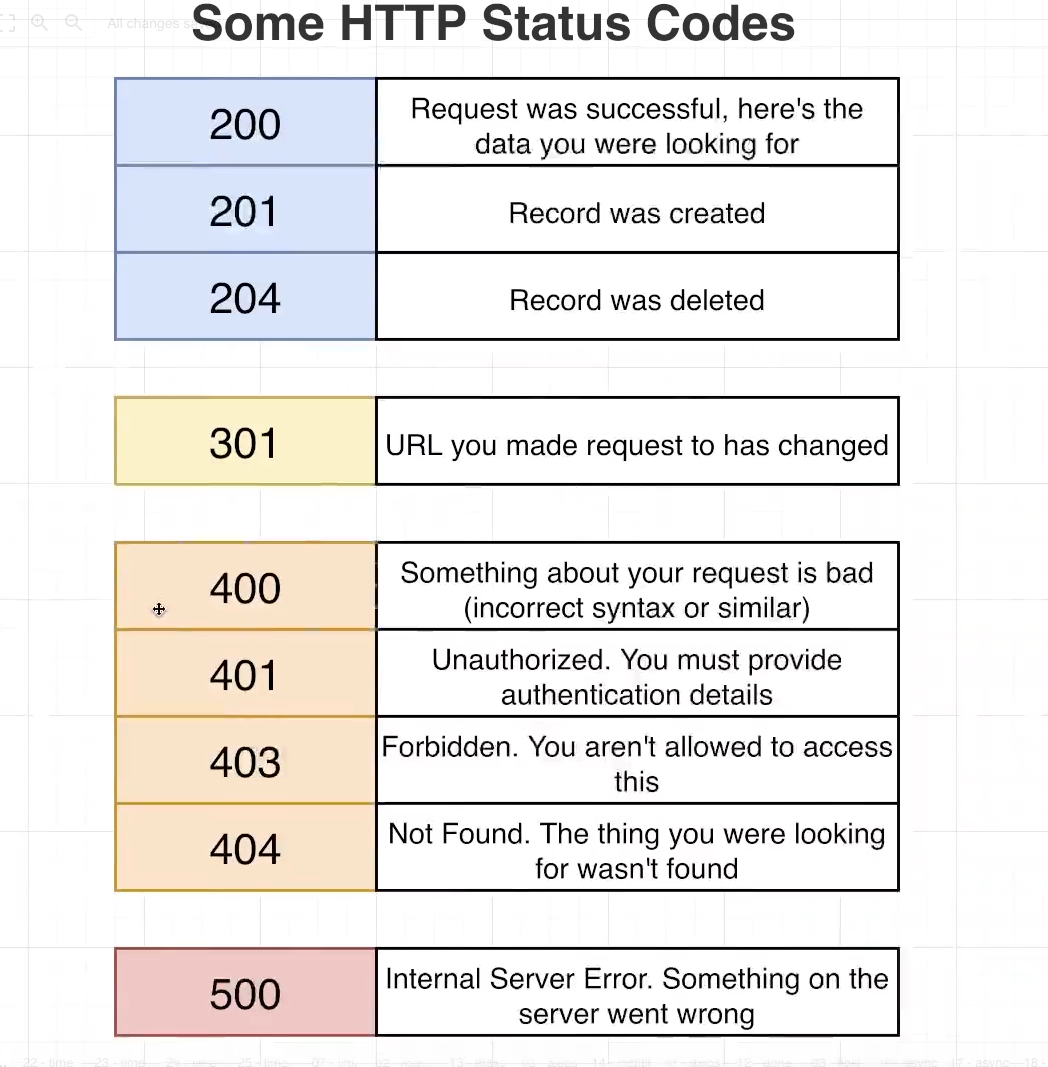 All changes
Some HTTP Status Codes
200
Request was successful, here's the
data you were looking for
201
Record was created
204
Record was deleted
301
URL you made request to has changed
400
Something about your request is bad
(incorrect syntax or similar)
401
Unauthorized. You must provide
authentication details
403
Forbidden. You aren't allowed to access
this
404
Not Found. The thing you were looking
for wasn't found
500
Internal Server Error. Something on the
server went wrong